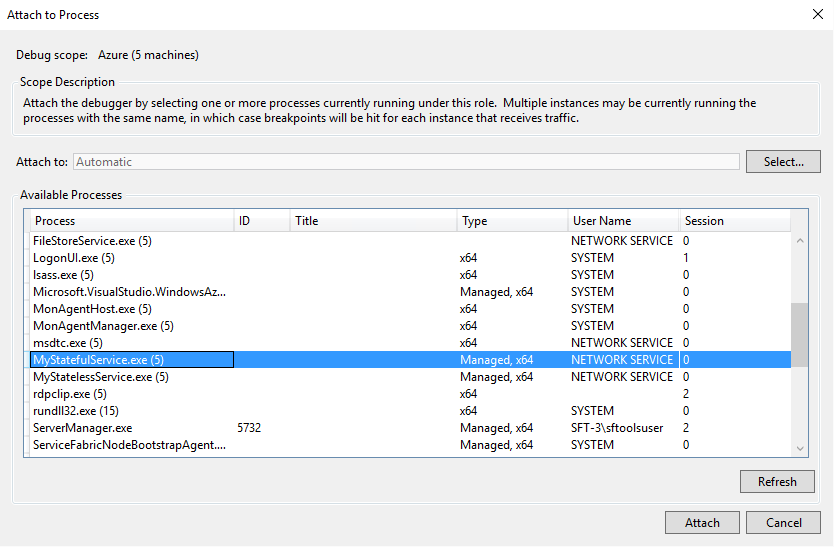 Attach to Process
Debug scope: Azure (5 machines)
Scope Description
Attach the debugger by selecting one or more processes currently running under this role. Multiple instances may be currently running the
processes with the same name, in which case breakpoints will be hit for each instance that receives traffic.
Attach to: Automatic Select...
Available Processes
Process ID Title Type User Name Session
FileStoreService.exe (5) NETWORK SERVICE 0
LogonUI.exe (5) x64 SYSTEM 1
lsass.exe (5) x64 SYSTEM 0
Microsoft.VisualStudio.WindowsAz... Managed, x64 SYSTEM 0
MonAgentHost.exe (5) x64 SYSTEM 0
MonAgentManager.exe (5) x64 SYSTEM 0
msdtc.exe (5) x64 NETWORK SERVICE 0
MyStatefulService.exe (5) Managed, x64 NETWORK SERVICE 0
MyStatelessService.exe (5) Managed, x64 NETWORK SERVICE 0
rdpclip.exe (5) x64 2
rundll32.exe (15) x64 SYSTEM 0
ServerManager.exe 5732 Managed, x64 SFT-3\sftoolsuser 2
ServiceFabricNodeBootstrapAgent.... Managed, x64 SYSTEM 0
Refresh
Attach Cancel